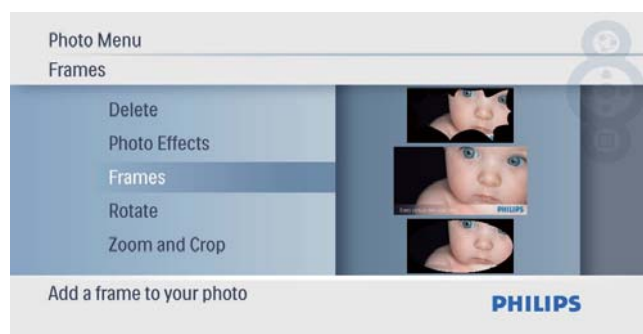 Photo Menu
Frames
Delete
Photo Effects
Frames
Rotate
Zoom and Crop
PHILIPS
Add a frame to your photo
PHILIPS